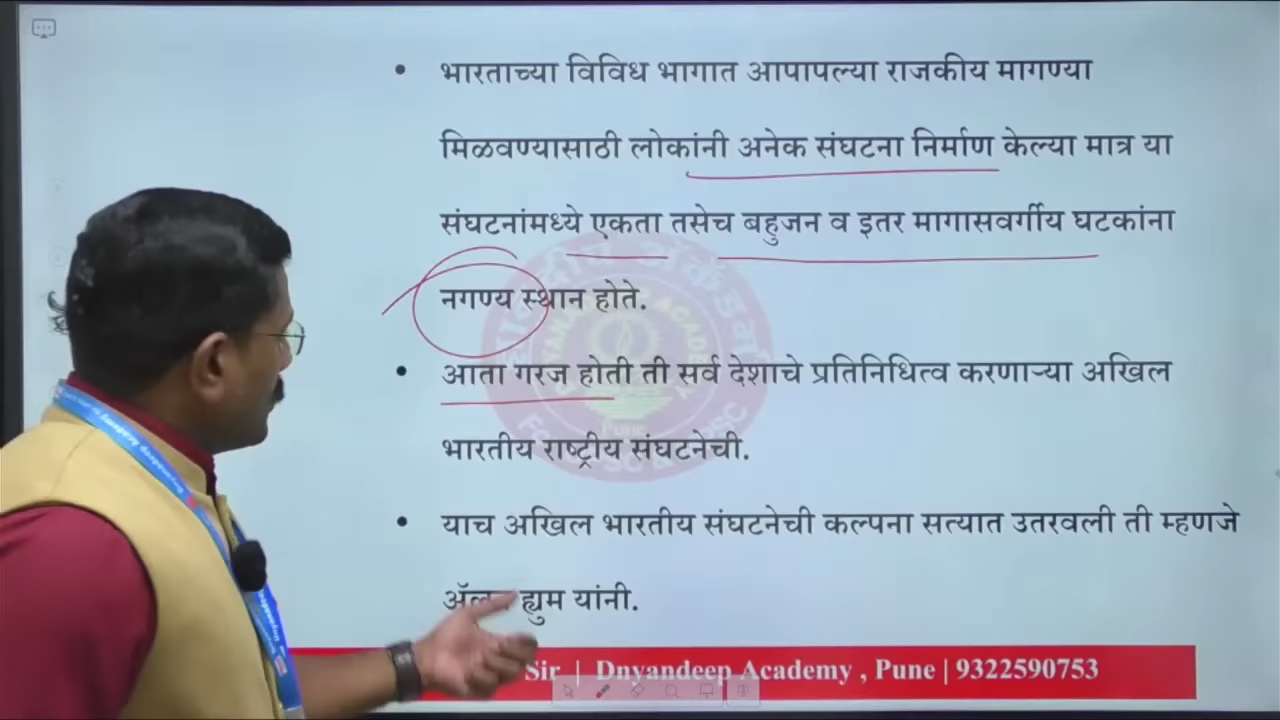 भारताच्या विविध भागात आपापल्या राजकीय मागण्या
मिळवण्यासाठी लोकांनी अनेक संघटना निर्माण केल्या मात्र या
संघटनांमध्ये एकता तसेच बहुजन व इतर मागासवर्गीय घटकांना
नगण्य स्थान होते.
आता गरज होती ती सर्व देशाचे प्रतिनिधित्व करणाऱ्या अखिल
भारतीय राष्ट्रीय संघटनेची.
याच अखिल भारतीय संघटनेची कल्पना सत्यात उतरवली ती म्हणजे
ह्युम यांनी.
Sir | Dnyandeep Academy , Pune | 9322590753